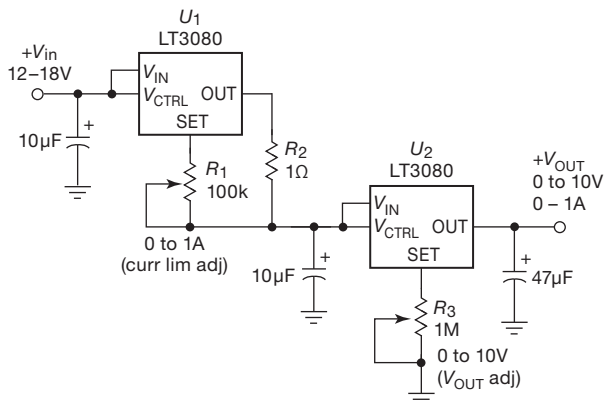 U1
LT3080
+Vin
12–18V
VIN
VCTRL
OUT
SET
10µF
+
R1
100k
R2
1Ω
0 to 1A
(curr lim adj)
U2
LT3080
VIN
VCTRL
OUT
SET
10µF
+
+VOUT
0 to 10V
0 – 1A
+
47µF
R3
1M
0 to 10V
(VOUT adj)